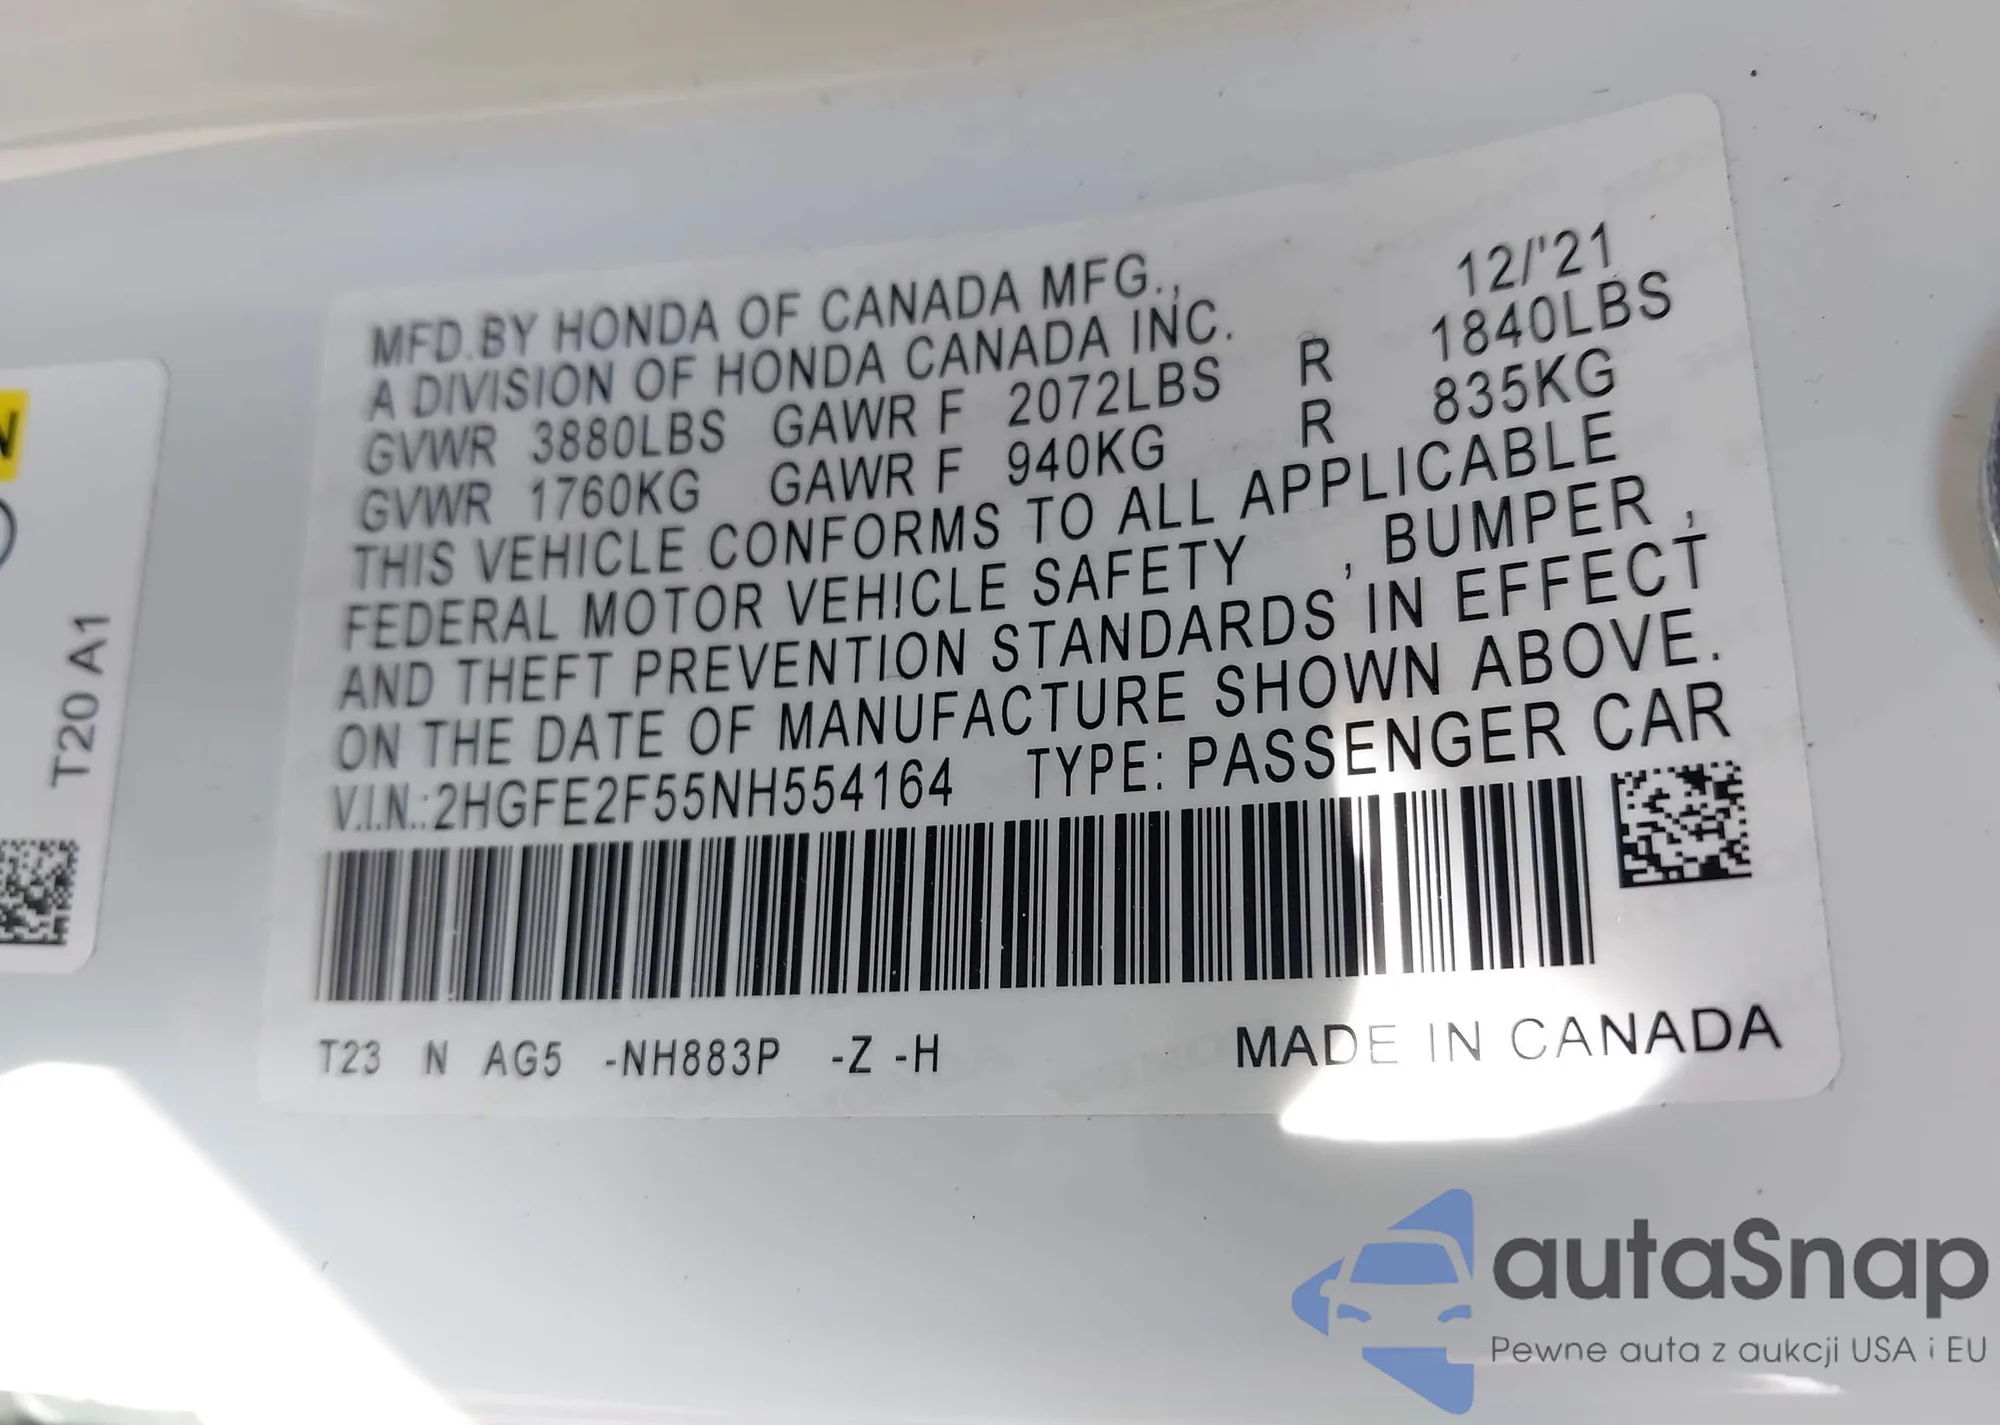 MFD.BY HONDA OF CANADA MFG.,
A DIVISION OF HONDA CANADA INC. 12/'21
GVWR 3880LBS GAWR F 2072LBS R 1840LBS
GVWR 1760KG GAWR F 940KG R 835KG
THIS VEHICLE CONFORMS TO ALL APPLICABLE
FEDERAL MOTOR VEHICLE SAFETY , BUMPER ,
AND THEFT PREVENTION STANDARDS IN EFFECT
ON THE DATE OF MANUFACTURE SHOWN ABOVE.
V.I.N.:2HGFE2F55NH554164 TYPE: PASSENGER CAR
T23 N AG5 -NH883P -Z -H MADE IN CANADA
T20 A1
autaSnap
Pewne auta z aukcji USA i EU